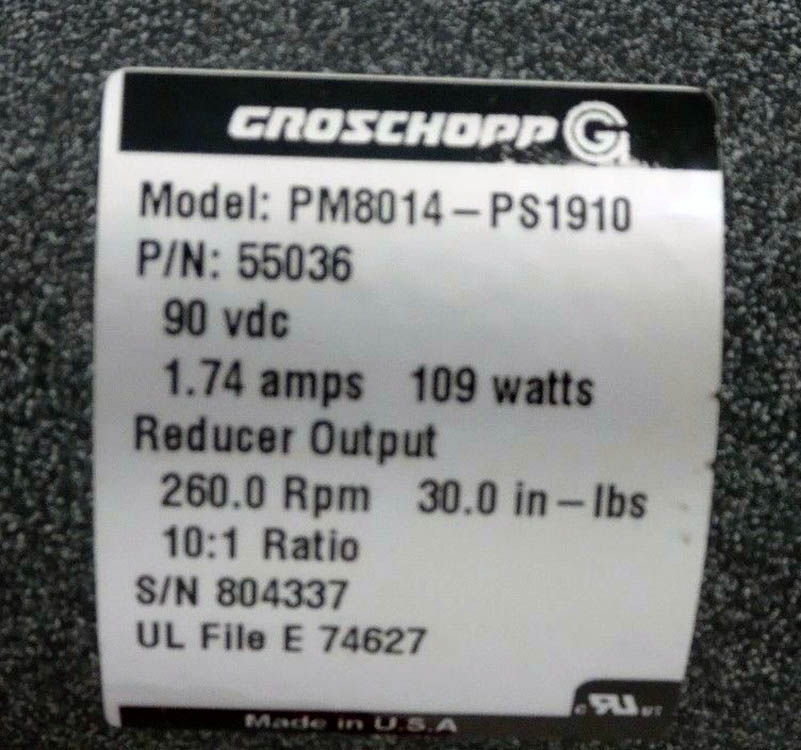 GROSCHOPP
Model: PM8014-PS1910
P/N: 55036
90 vdc
1.74 amps 109 watts
Reducer Output
260.0 Rpm 30.0 in-lbs
10:1 Ratio
S/N 804337
UL File E 74627
Made in U.S.A